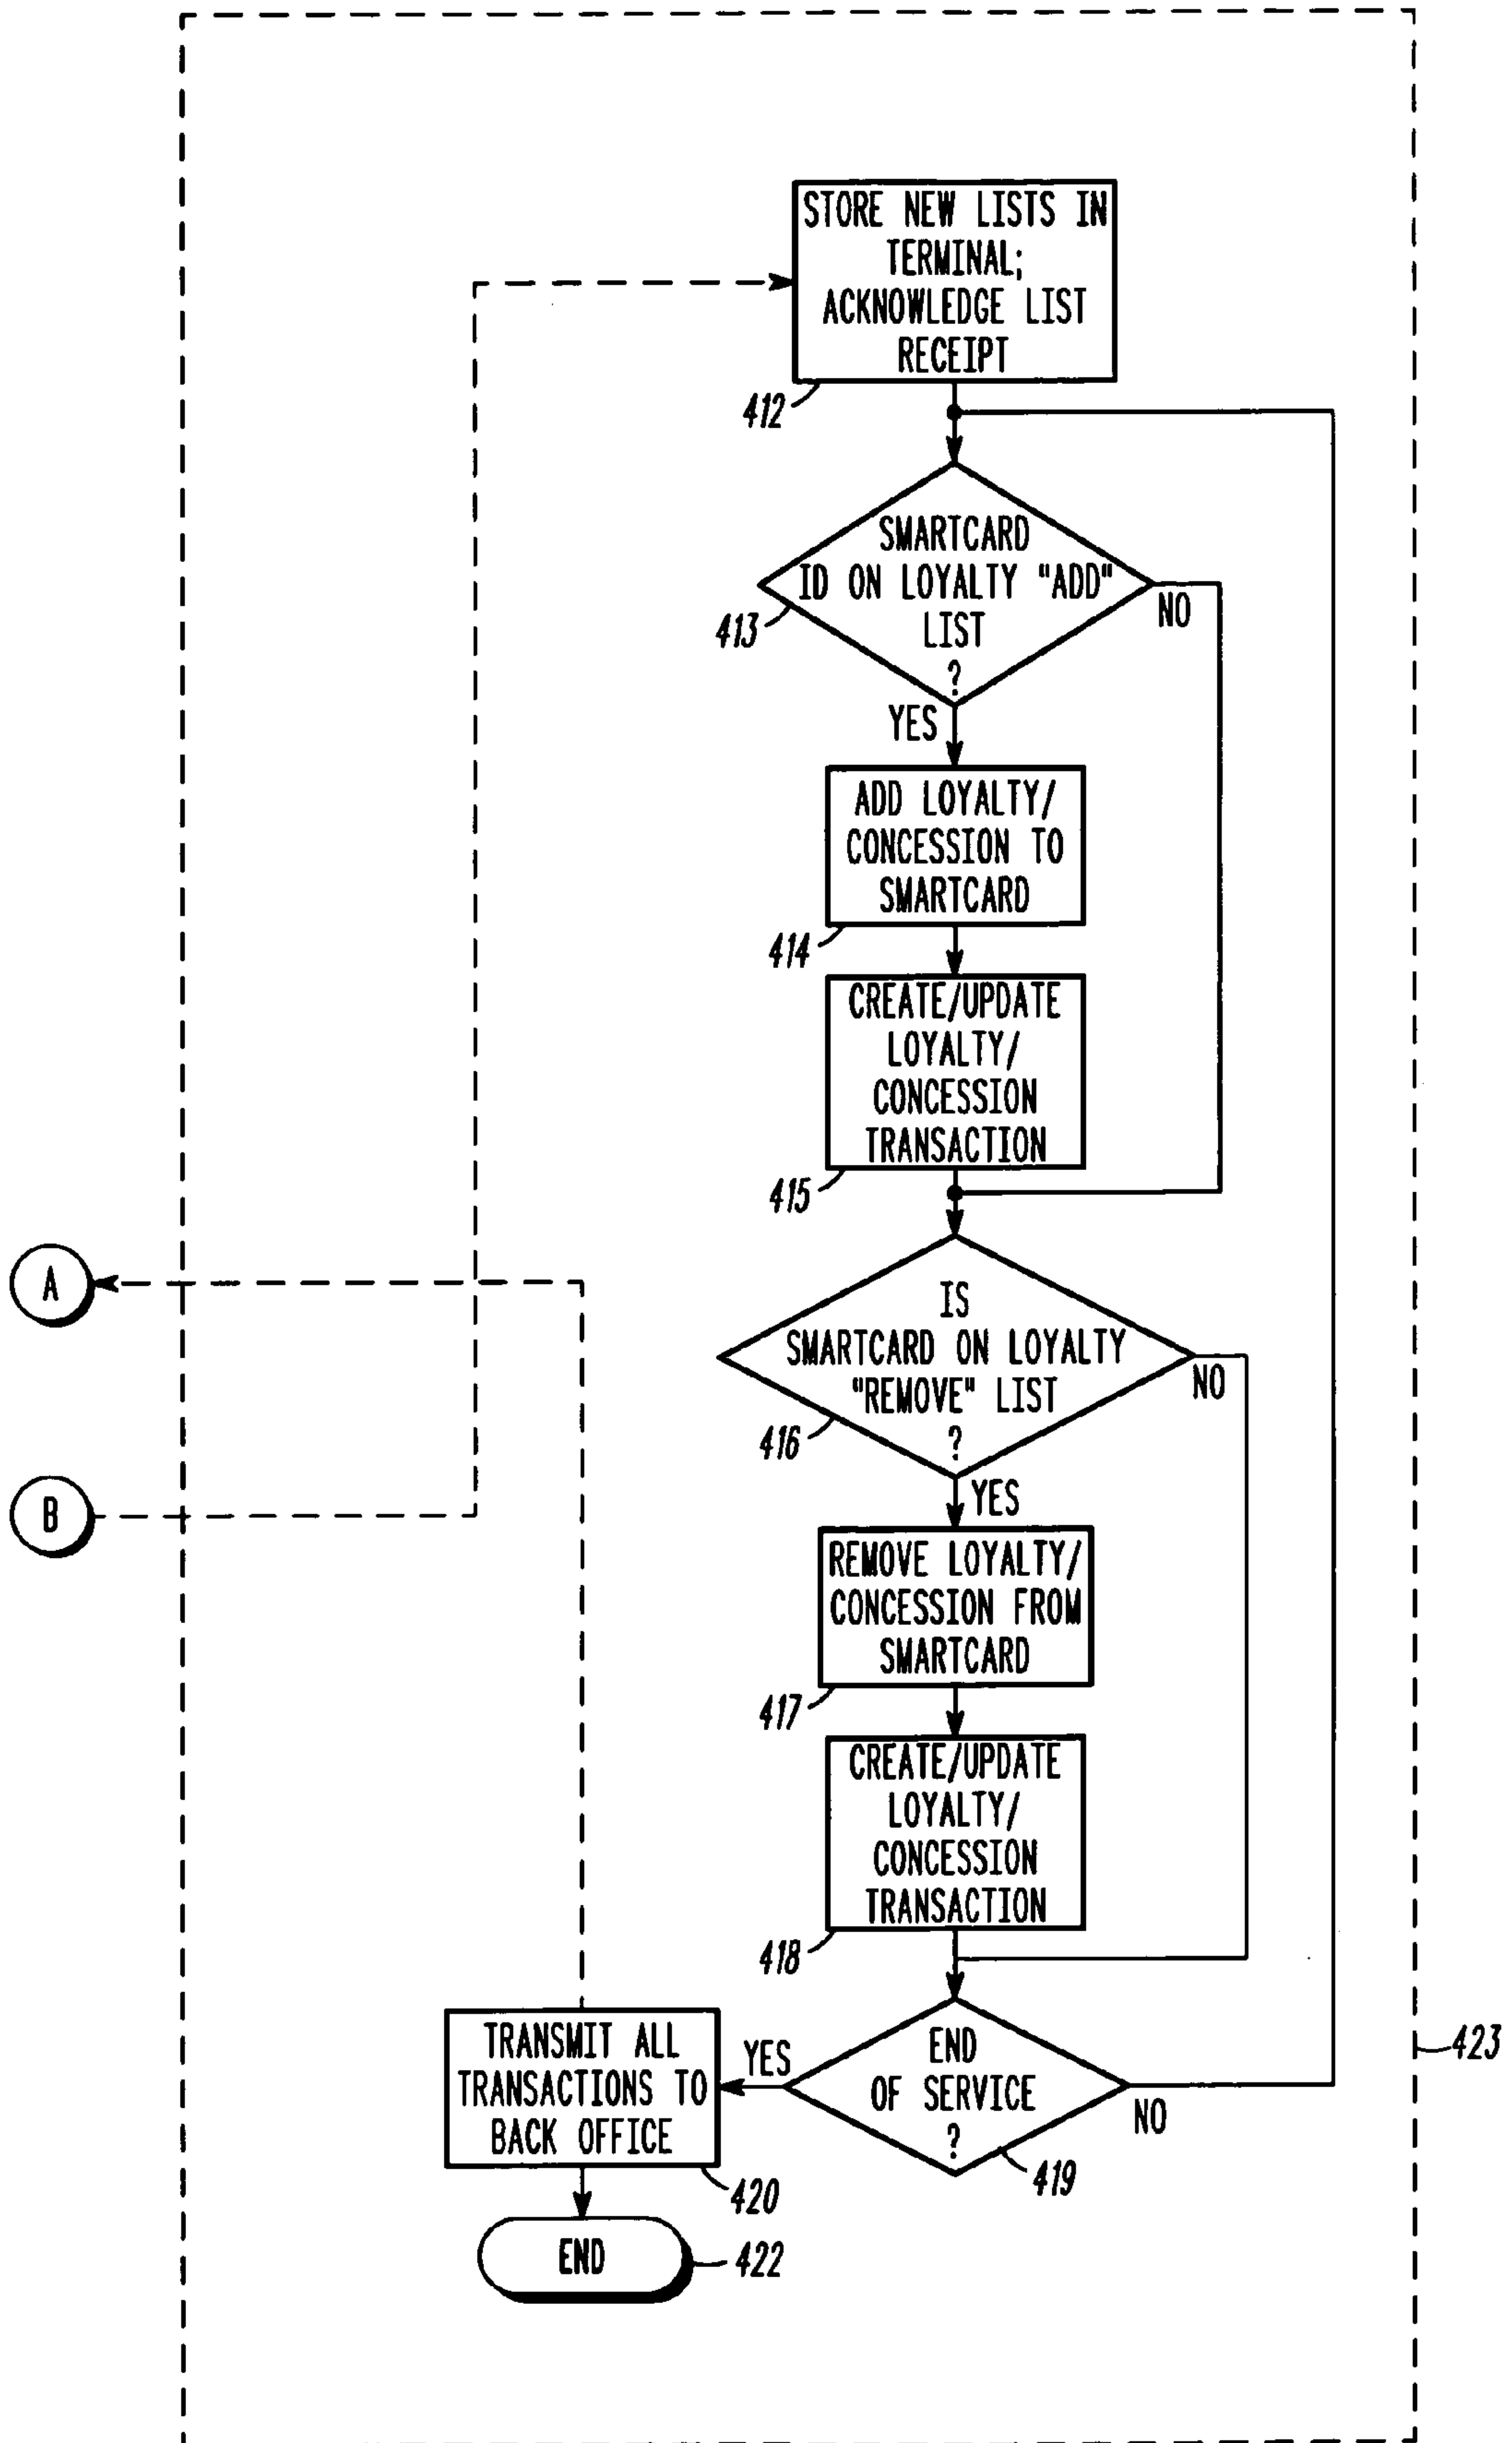 STORE NEW LISTS IN
TERMINAL;
ACKNOWLEDGE LIST
RECEIPT
412
SMARTCARD
ID ON LOYALTY "ADD"
LIST
?
413
NO
YES
ADD LOYALTY/
CONCESSION TO
SMARTCARD
414
CREATE/UPDATE
LOYALTY/
CONCESSION
TRANSACTION
415
A
IS
SMARTCARD ON LOYALTY
"REMOVE" LIST
?
416
NO
B
YES
REMOVE LOYALTY/
CONCESSION FROM
SMARTCARD
417
CREATE/UPDATE
LOYALTY/
CONCESSION
TRANSACTION
418
END
OF SERVICE
?
419
YES
NO
423
TRANSMIT ALL
TRANSACTIONS TO
BACK OFFICE
420
END
422